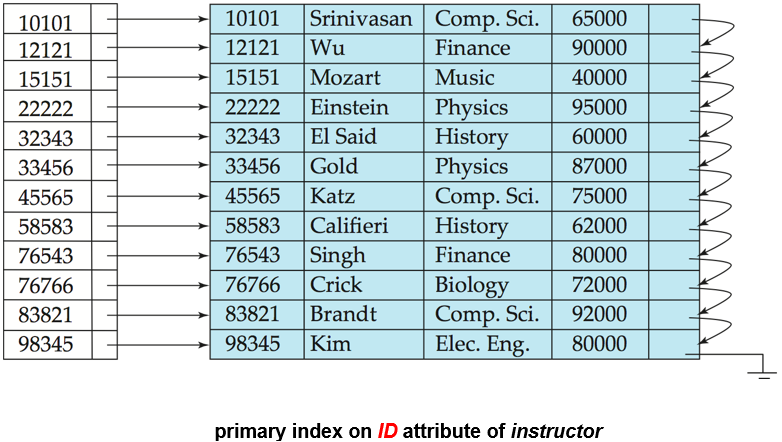 10101 10101 Srinivasan Comp. Sci. 65000
12121 12121 Wu Finance 90000
15151 15151 Mozart Music 40000
22222 22222 Einstein Physics 95000
32343 32343 El Said History 60000
33456 33456 Gold Physics 87000
45565 45565 Katz Comp. Sci. 75000
58583 58583 Califieri History 62000
76543 76543 Singh Finance 80000
76766 76766 Crick Biology 72000
83821 83821 Brandt Comp. Sci. 92000
98345 98345 Kim Elec. Eng. 80000
primary index on ID attribute of instructor